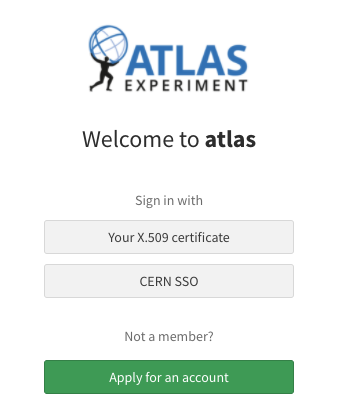 ATLAS
EXPERIMENT
Welcome to atlas
Sign in with
Your X.509 certificate
CERN SSO
Not a member?
Apply for an account